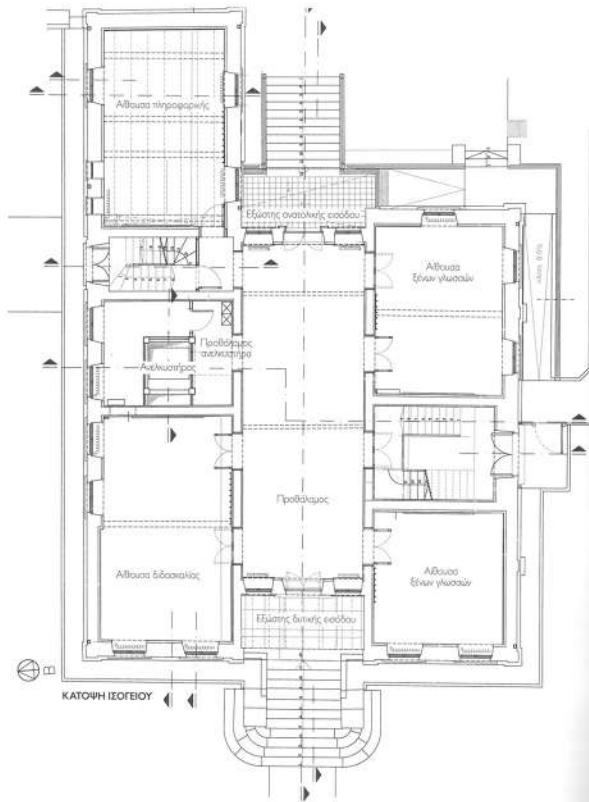 Αίθουσα πληροφορικής
Εξώστης ανατολικής εισόδου
Αίθουσα
ξένων γλωσσών
Προθάλαμος
ανελκυστήρα
Ανελκυστήρας
Προθάλαμος
Αίθουσα διδασκαλίας
Αίθουσα
ξένων γλωσσών
Εξώστης δυτικής εισόδου
Β
ΚΑΤΟΨΗ ΙΣΟΓΕΙΟΥ